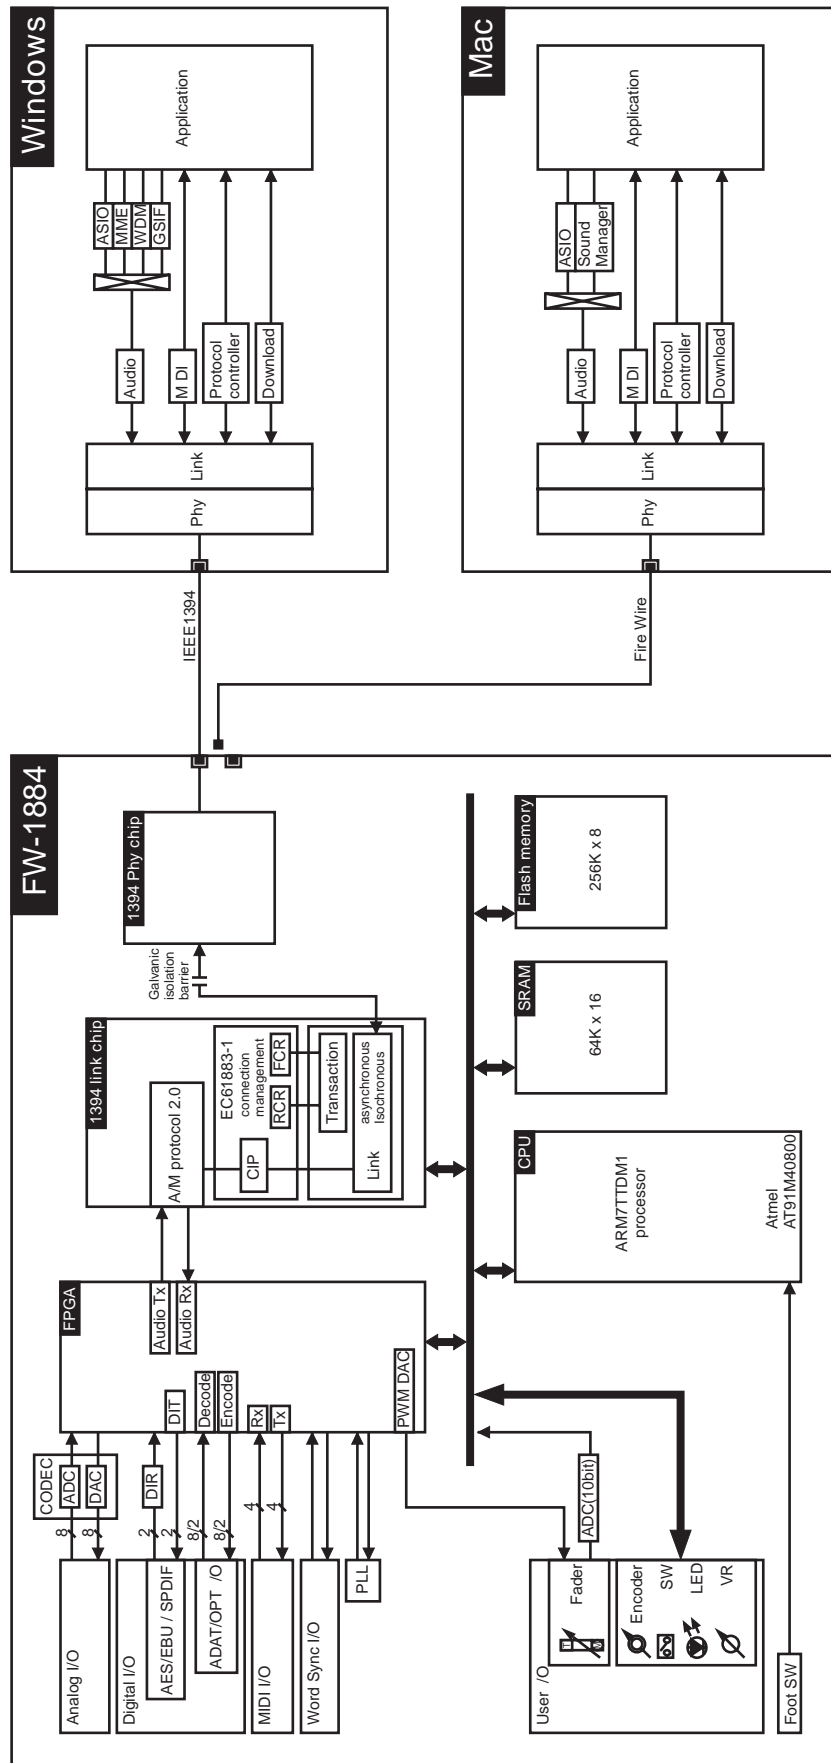 FW-1884
Analog I/O
8
8
CODEC
ADC
DAC
Digital I/O
AES/EBU / SPDIF
2
2
DIR
DIT
ADAT/OPT /O
8/2
8/2
Decode
Encode
MIDI I/O
4
4
Rx
Tx
Word Sync I/O
PLL
FPGA
Audio Tx
Audio Rx
PWM DAC
1394 link chip
A/M protocol 2.0
EC61883-1
connection
management
CIP
RCR
FCR
Transaction
Link
asynchronous
Isochronous
Galvanic
isolation
barrier
1394 Phy chip
User /O
Fader
T
M
ADC(10bit)
Encoder
SW
LED
VR
Foot SW
CPU
ARM7TTDM1
processor
Atmel
AT91M40800
SRAM
64K x 16
Flash memory
256K x 8
IEEE1394
Fire Wire
Windows
Phy
Link
Audio
M DI
Protocol
controller
Download
ASIO
MME
WDM
GSIF
Application
Mac
Phy
Link
Audio
M DI
Protocol
controller
Download
ASIO
Sound
Manager
Application